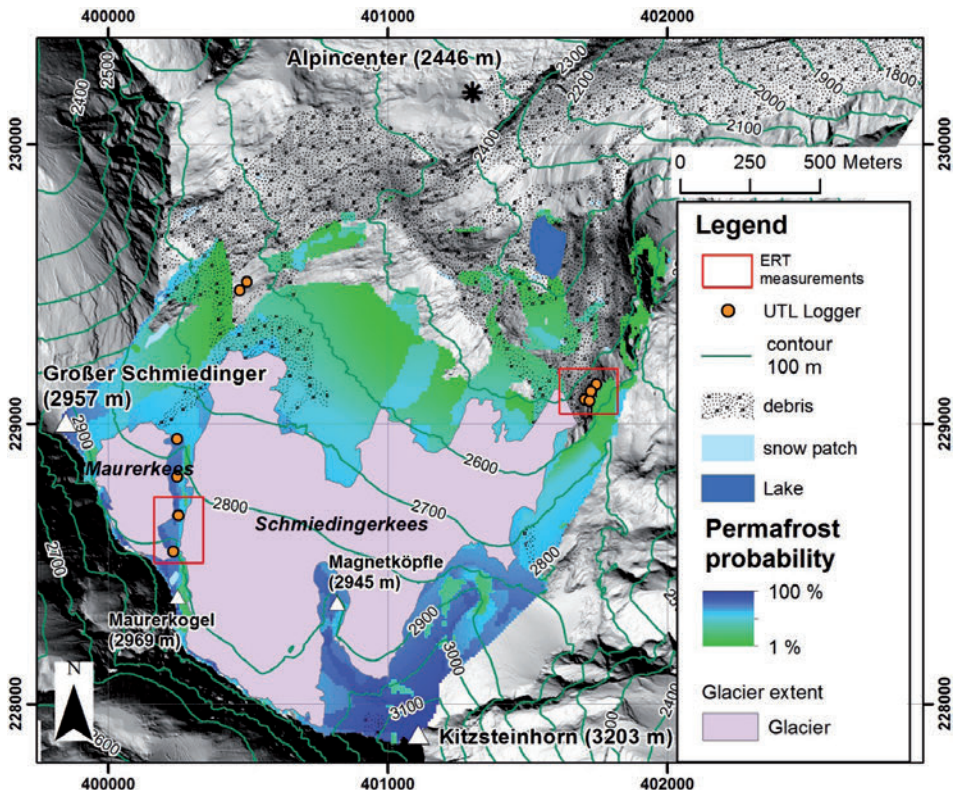 400000
401000
402000
Alpincenter (2446 m)
2500
2400
2300
2200
2400
1900
1800
2000
2100
230000
230000
0 250 500 Meters
Legend
ERT
measurements
UTL Logger
contour
100 m
debris
snow patch
Lake
Permafrost
probability
100 %
1 %
Glacier extent
Glacier
Großer Schmiedinger
(2957 m)
229000
229000
2900
Maurerkees
2600
2700
2800
Schmiedingerkees
2700
2800
Magnetköpfle
(2945 m)
Maurerkogel
(2969 m)
2900
3000
3100
N
228000
228000
Kitzsteinhorn (3203 m)
2600
2400
400000
401000
402000